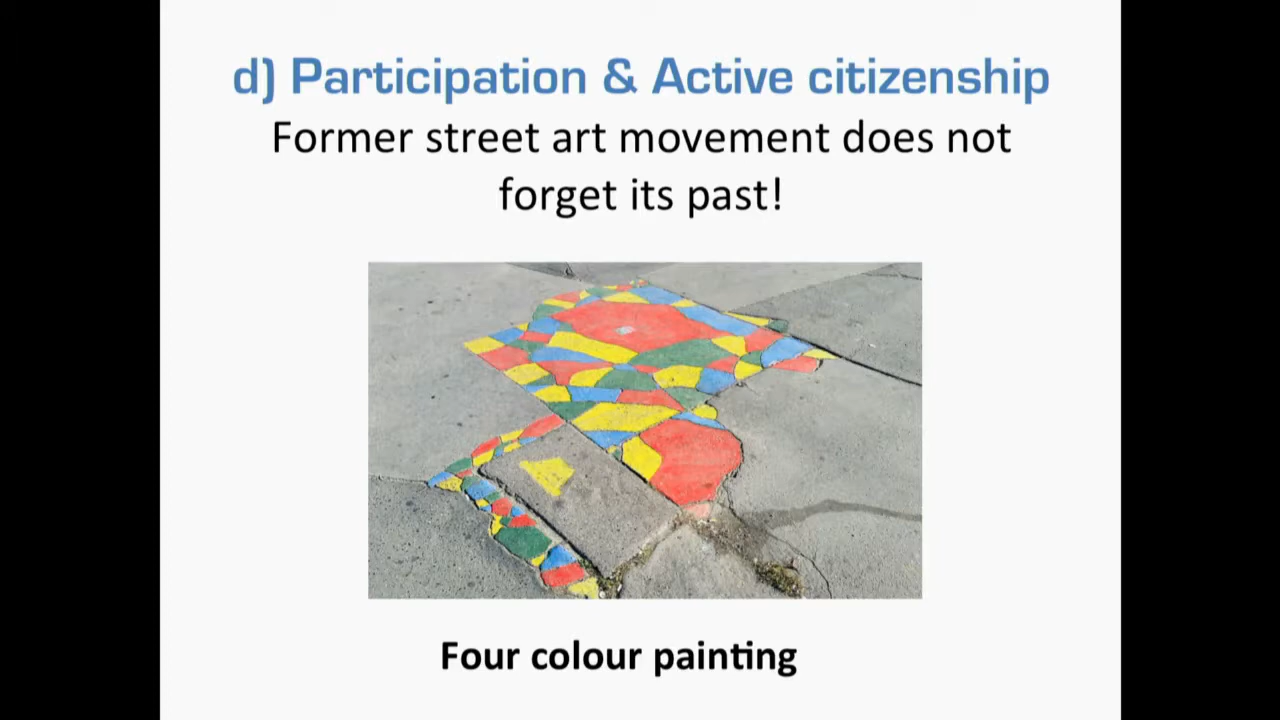 d) Participation & Active citizenship
Former street art movement does not
forget its past!
Four colour painting